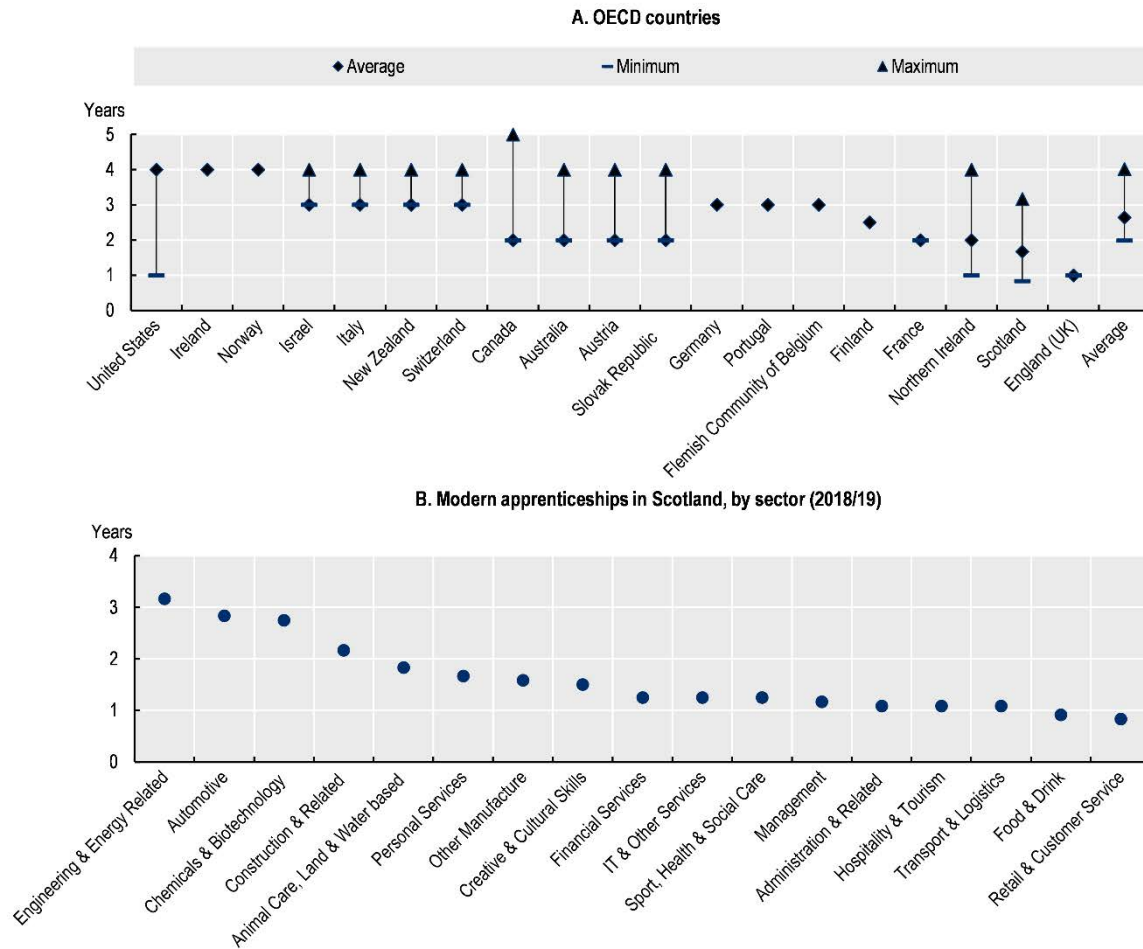 A. OECD countries
Average Minimum Maximum
Years
5
4
3
2
1
0
United States
Ireland
Norway
Israel
Italy
New Zealand
Switzerland
Canada
Australia
Austria
Slovak Republic
Germany
Portugal
Flemish Community of Belgium
Finland
France
Northern Ireland
Scotland
England (UK)
Average
B. Modern apprenticeships in Scotland, by sector (2018/19)
Years
4
3
2
1
0
Engineering & Energy Related
Automotive
Chemicals & Biotechnology
Construction & Related
Animal Care, Land & Water based
Personal Services
Other Manufacture
Creative & Cultural Skills
Financial Services
IT & Other Services
Sport, Health & Social Care
Management
Administration & Related
Hospitality & Tourism
Transport & Logistics
Food & Drink
Retail & Customer Service